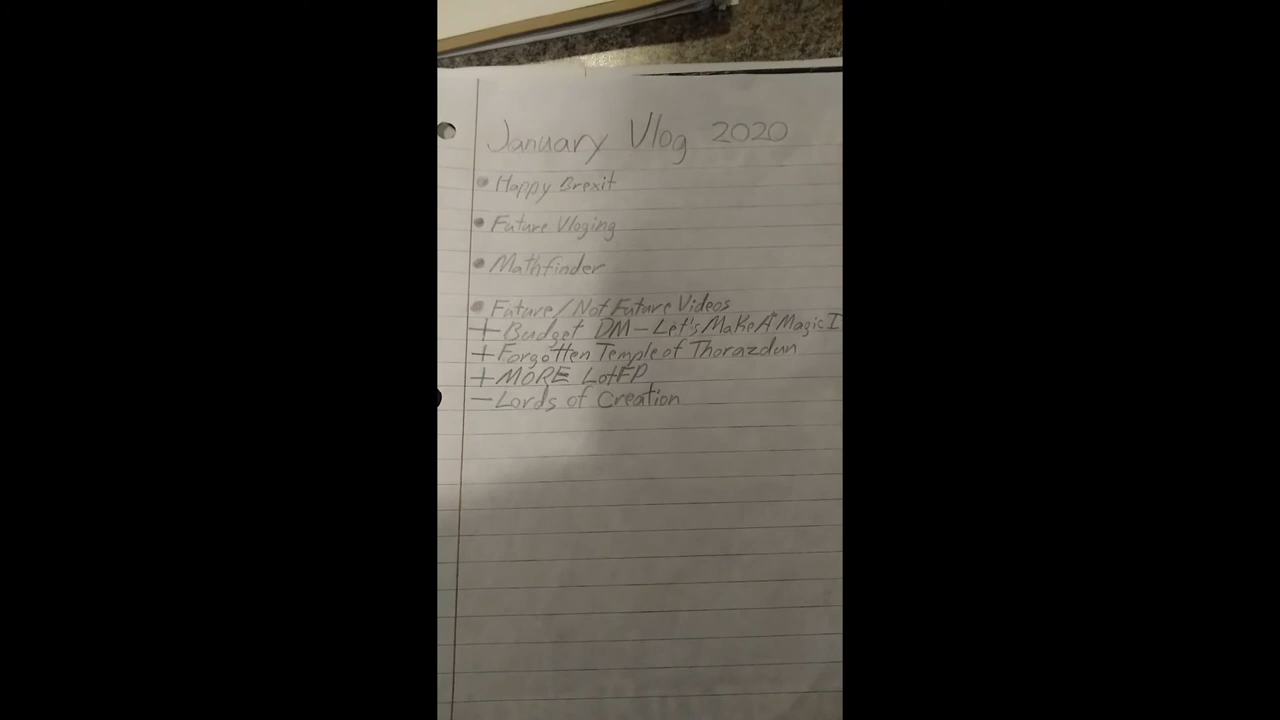 January Vlog 2020
• Happy Brexit
• Future Vloging
• Mathfinder
• Future/Not Future Videos
+ Budget DM - Let's Make A Magic I
+ Forgotten Temple of Thorazdun
+ MORE LotFP
- Lords of Creation